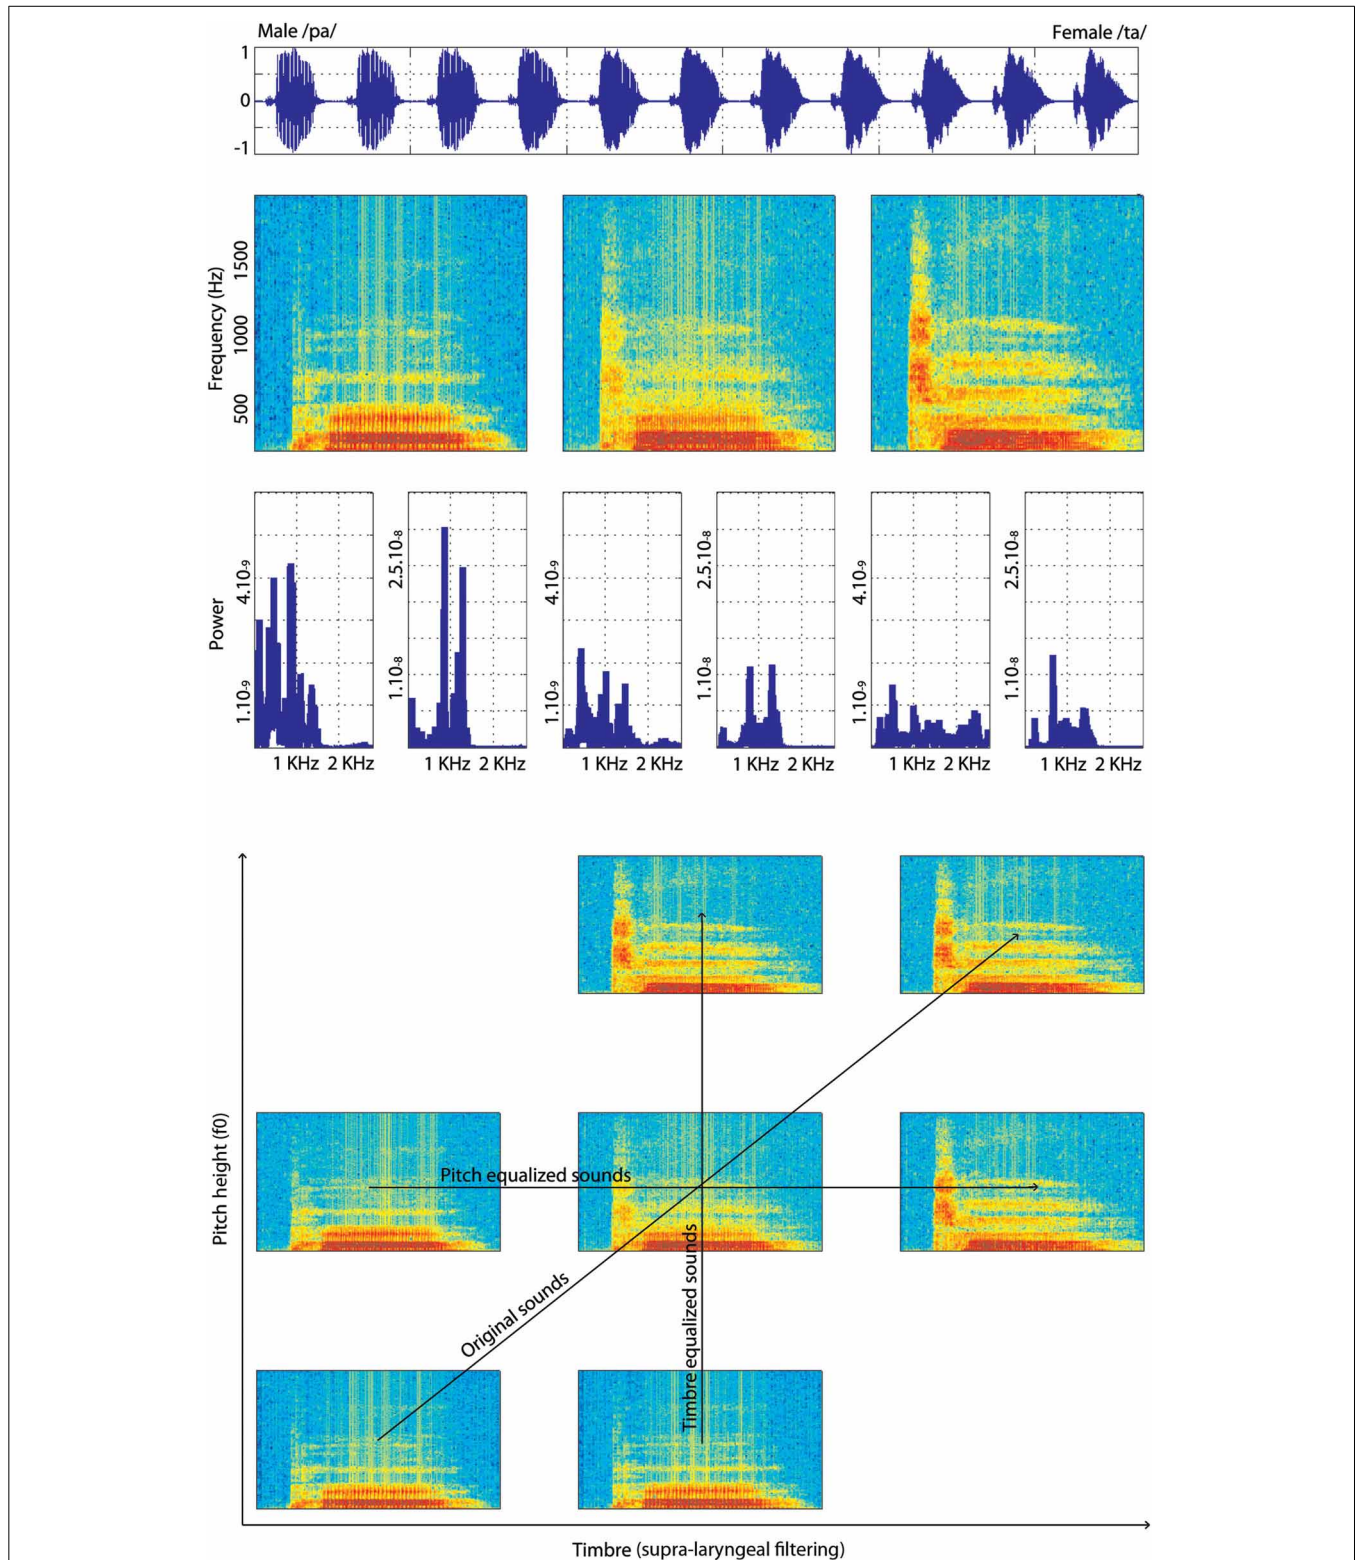 Male /pa/ Female /ta/
1
0
-1
Frequency (Hz)
1500
1000
500
Power
4.10-9
1.10-9
2.5.10-8
1.10-8
4.10-9
1.10-9
2.5.10-8
1.10-8
4.10-9
1.10-9
2.5.10-8
1.10-8
1 KHz 2 KHz 1 KHz 2 KHz 1 KHz 2 KHz 1 KHz 2 KHz 1 KHz 2 KHz 1 KHz 2 KHz
Pitch height (f0)
Pitch equalized sounds
Original sounds
Timbre equalized sounds
Timbre (supra-laryngeal filtering)